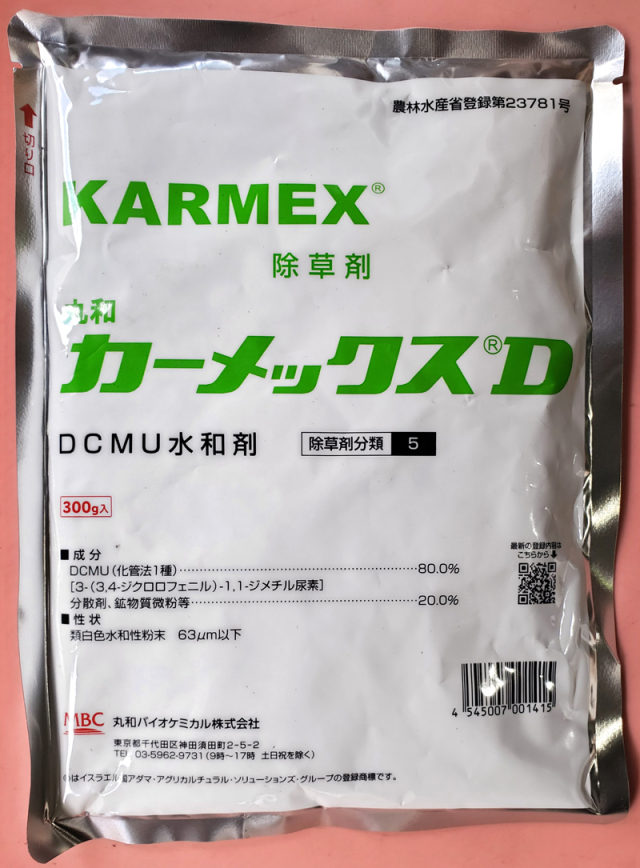 農林水産省登録第23781号
切り口
KARMEX®
除草剤
丸和
カーメックス®D
DCMU水和剤 除草剤分類 5
300g入
最新の登録内容は
こちらから
■成分
DCMU(化管法1種)……………………………80.0%
[3-(3,4-ジクロロフェニル)-1,1-ジメチル尿素]
分散剤、鉱物質微粉等……………………………20.0%
■性状
類白色水和性粉末 63μm以下
4 545007 001415
MBC 丸和バイオケミカル株式会社
東京都千代田区神田須田町2-5-2
TEL 03-5962-9731(9時〜17時 土日祝を除く)
®はイスラエル国アダマ・アグリカルチュラル・ソリューションズ・グループの登録商標です。